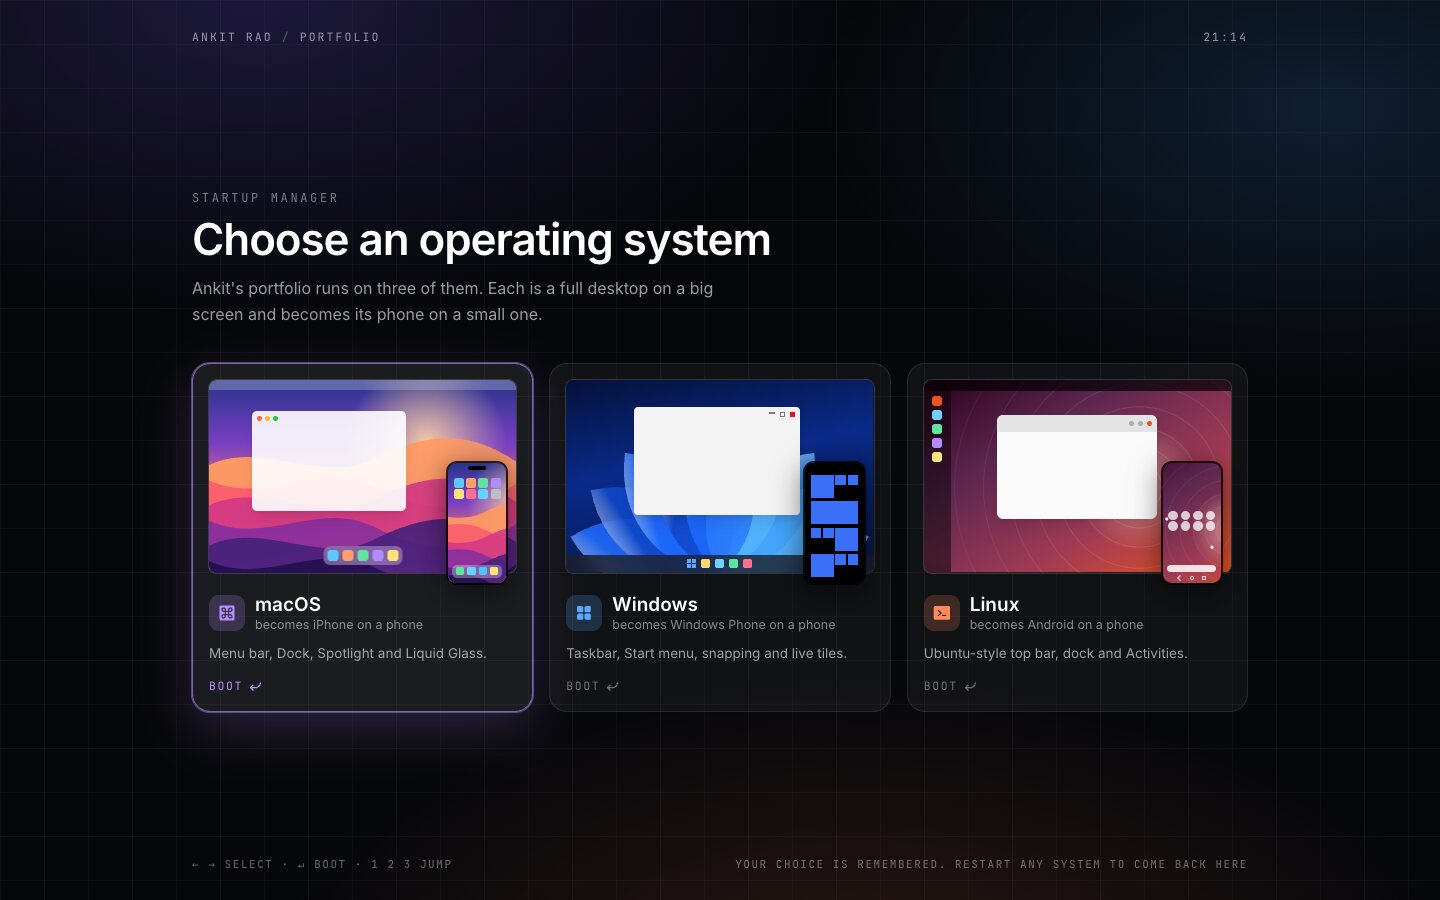 ANKIT RAO / PORTFOLIO
21:14
STARTUP MANAGER
Choose an operating system
Ankit's portfolio runs on three of them. Each is a full desktop on a big
screen and becomes its phone on a small one.
macOS
becomes iPhone on a phone
Menu bar, Dock, Spotlight and Liquid Glass.
BOOT ⤶
Windows
becomes Windows Phone on a phone
Taskbar, Start menu, snapping and live tiles.
BOOT ⤶
Linux
becomes Android on a phone
Ubuntu-style top bar, dock and Activities.
BOOT ⤶
← → SELECT · ↵ BOOT · 1 2 3 JUMP
YOUR CHOICE IS REMEMBERED. RESTART ANY SYSTEM TO COME BACK HERE